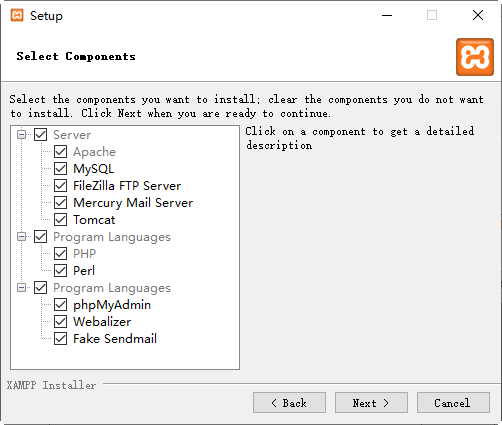 Setup
Select Components
Select the components you want to install; clear the components you do not want
to install. Click Next when you are ready to continue.
Server
Apache
MySQL
FileZilla FTP Server
Mercury Mail Server
Tomcat
Program Languages
PHP
Perl
Program Languages
phpMyAdmin
Webalizer
Fake Sendmail
Click on a component to get a detailed
description
XAMPP Installer
< Back
Next >
Cancel